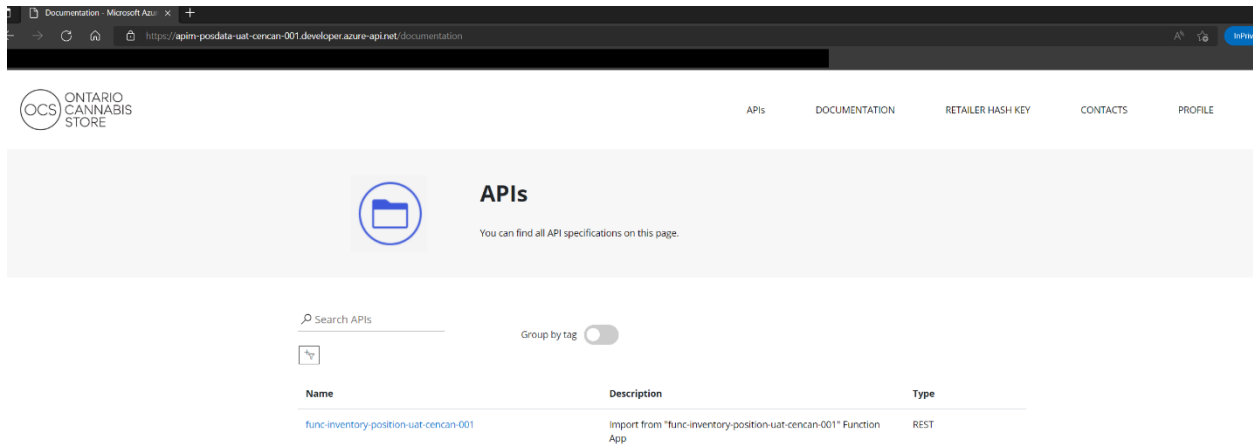 Documentation - Microsoft Azu
https://apim-posdata-uat-cencan-001.developer.azure-api.net/documentation
InPriv
OCS
ONTARIO
CANNABIS
STORE
APIs
DOCUMENTATION
RETAILER HASH KEY
CONTACTS
PROFILE
APIs
You can find all API specifications on this page.
Search APIs
Group by tag
Name
Description
Type
func-inventory-position-uat-cencan-001
Import from "func-inventory-position-uat-cencan-001" Function
App
REST